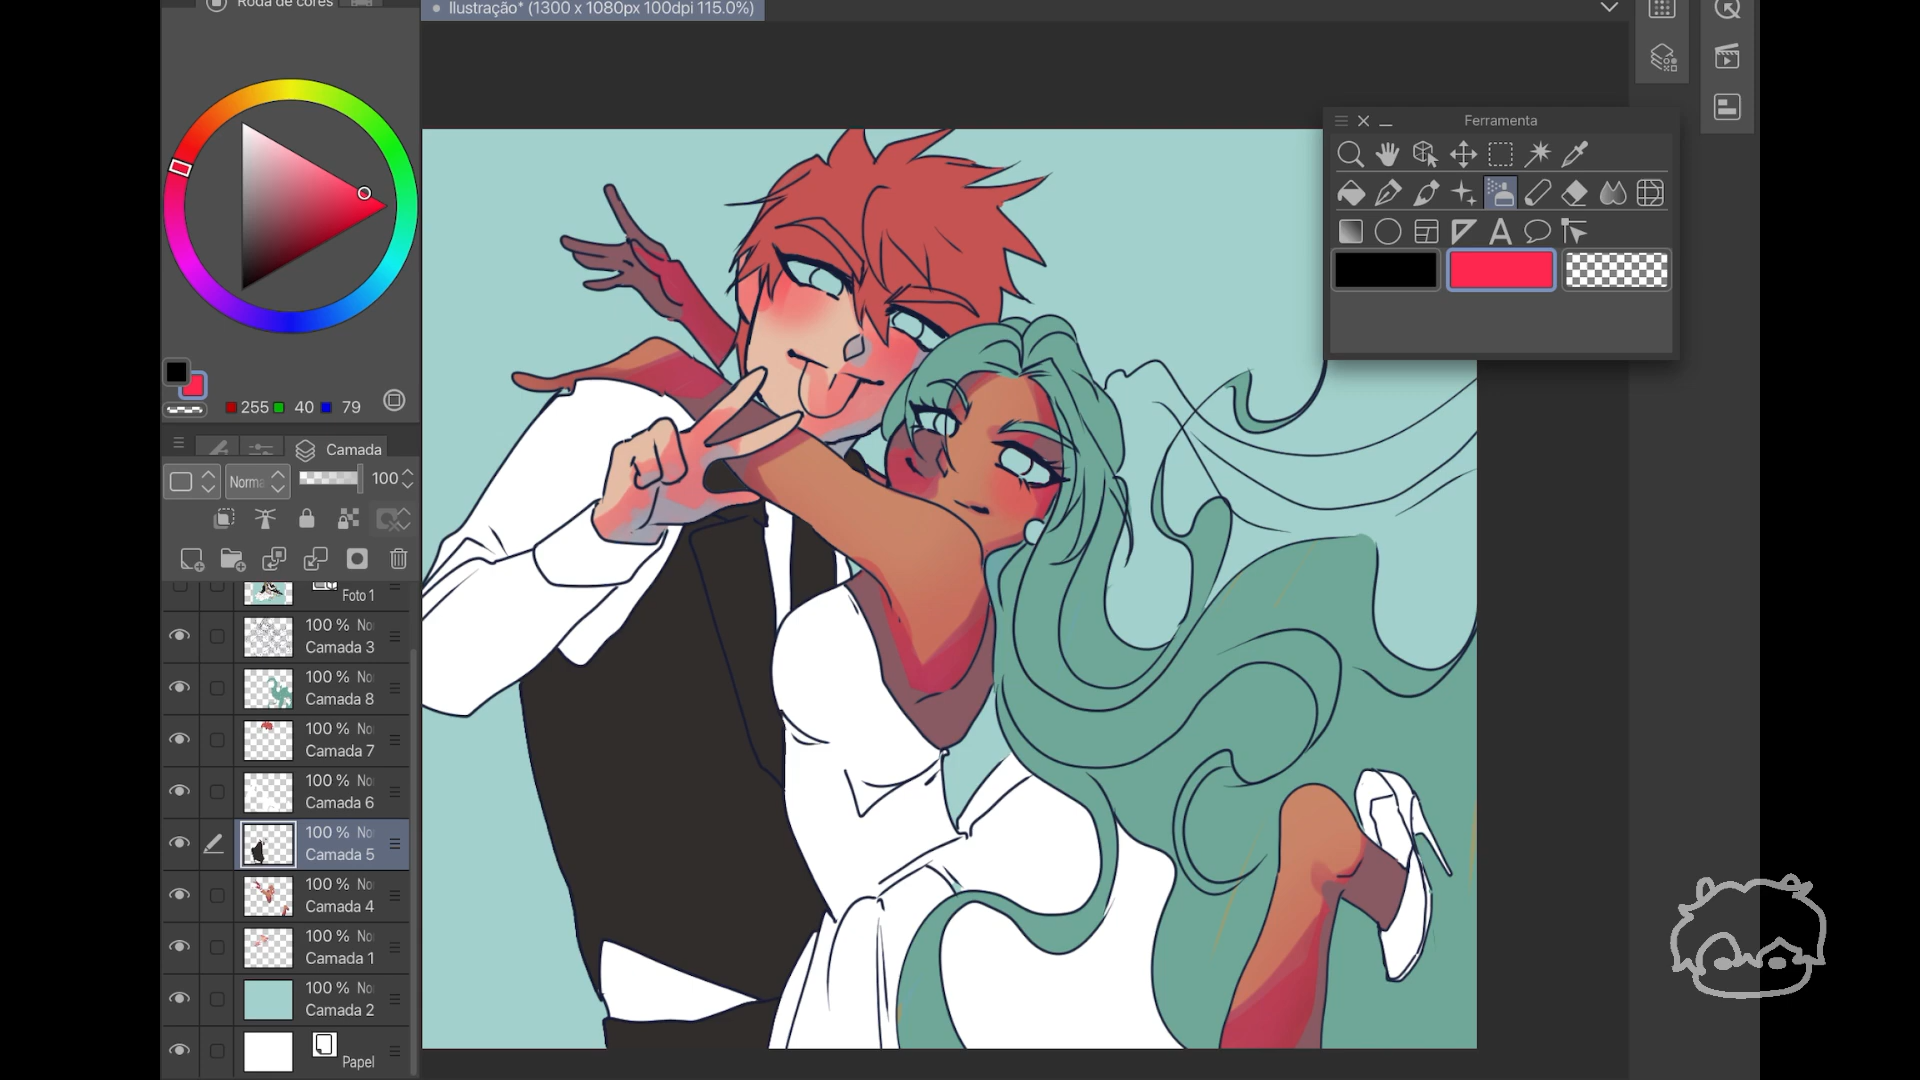 Roda de cores
Ilustração* (1300 x 1080px 100dpi 115.0%)
Ferramenta
A
255 40 79
Camada
Norma 100
Foto 1
100 % No
Camada 3
100 % No
Camada 8
100 % No
Camada 7
100 % No
Camada 6
100 % No
Camada 5
100 % No
Camada 4
100 % No
Camada 1
100 % No
Camada 2
Papel